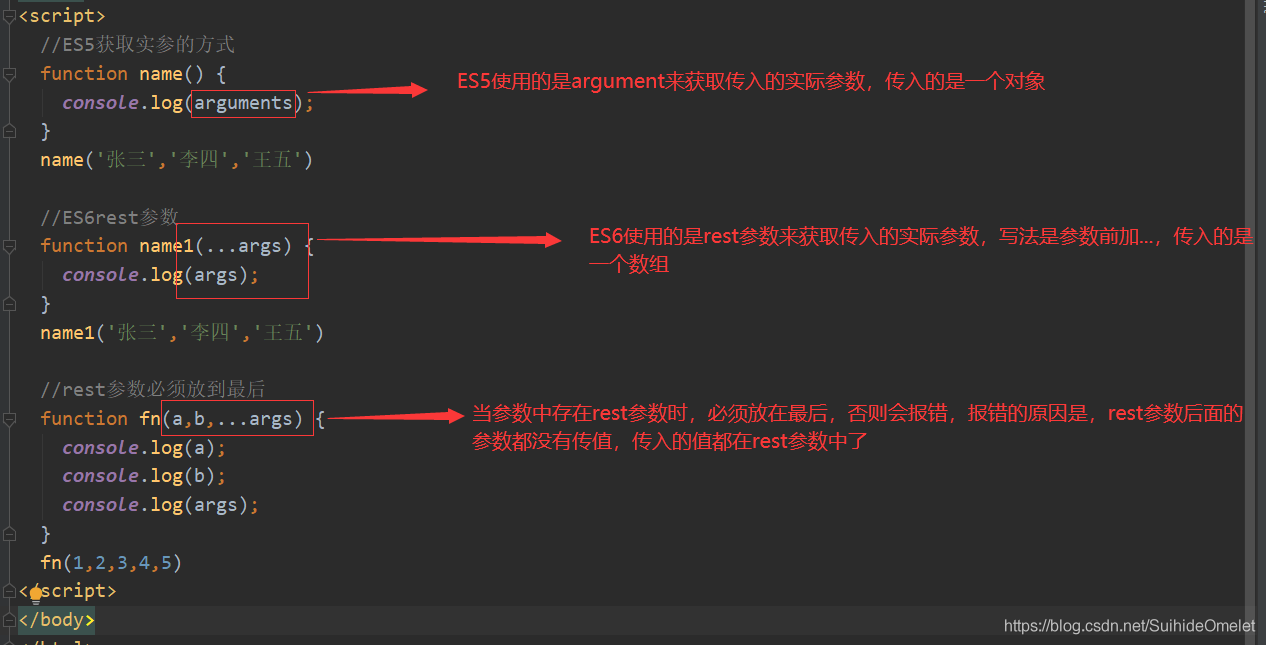 <script>
//ES5获取实参的方式
function name() {
ES5使用的是argument来获取传入的实际参数，传入的是一个对象
console.log(arguments);
}
name('张三','李四','王五')
//ES6rest参数
function name1(...args) {
ES6使用的是rest参数来获取传入的实际参数，写法是参数前加...，传入的是
一个数组
console.log(args);
}
name1('张三','李四','王五')
//rest参数必须放到最后
function fn(a,b,...args) {
当参数中存在rest参数时，必须放在最后，否则会报错，报错的原因是，rest参数后面的
参数都没有传值，传入的值都在rest参数中了
console.log(a);
console.log(b);
console.log(args);
}
fn(1,2,3,4,5)
<script>
</body>
https://blog.csdn.net/SuihideOmelet